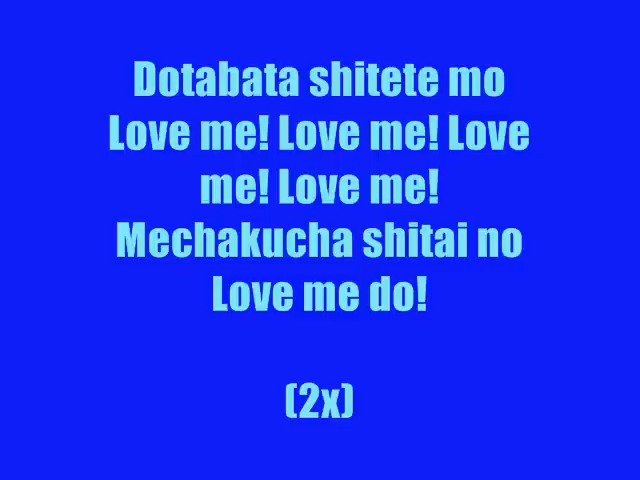 Dotabata shitete mo
Love me! Love me! Love
me! Love me!
Mechakucha shitai no
Love me do!
(2x)